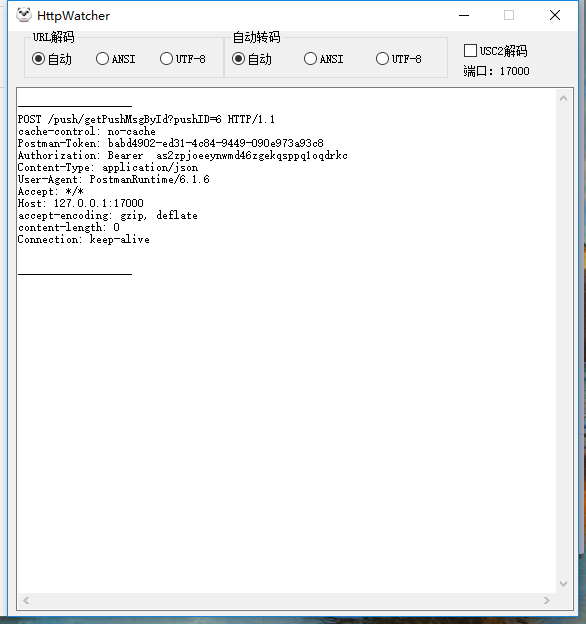 HttpWatcher
URL解码
自动转码
自动 ANSI UTF-8
自动 ANSI UTF-8
USC2解码
端口: 17000
___________________
POST /push/getPushMsgById?pushID=6 HTTP/1.1
cache-control: no-cache
Postman-Token: babd4902-ed31-4c84-9449-090e973a93c8
Authorization: Bearer  as2zpjoeeynwmd46zgekqsppq1oqdrkc
Content-Type: application/json
User-Agent: PostmanRuntime/6.1.6
Accept: */*
Host: 127.0.0.1:17000
accept-encoding: gzip, deflate
content-length: 0
Connection: keep-alive
___________________